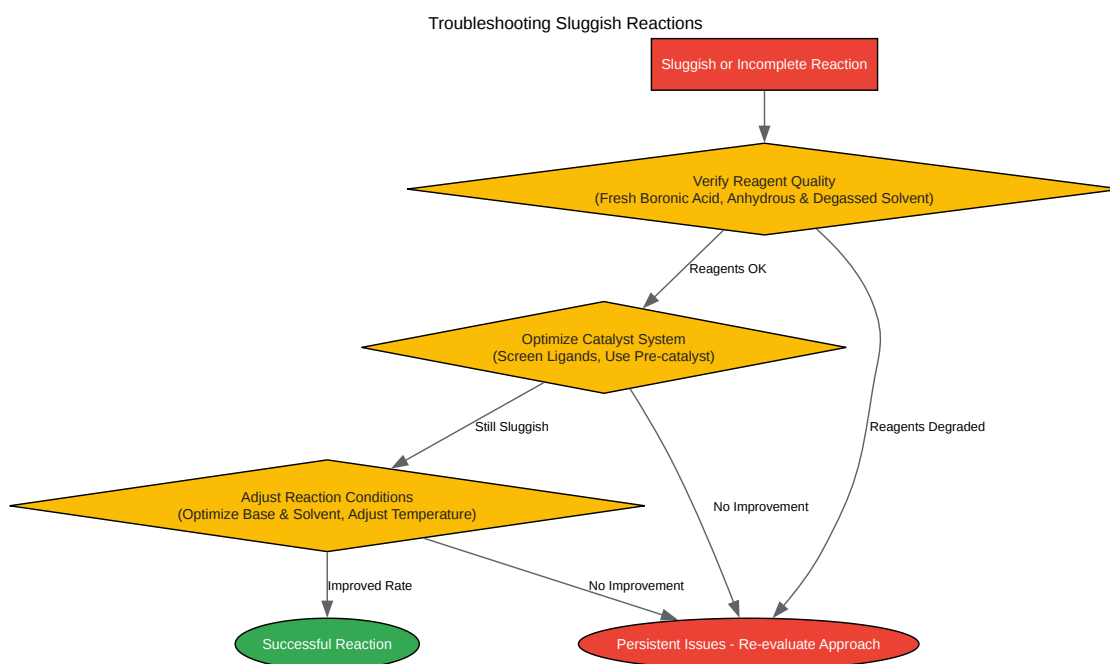 Troubleshooting Sluggish Reactions
Sluggish or Incomplete Reaction
Verify Reagent Quality
(Fresh Boronic Acid, Anhydrous & Degassed Solvent)
Reagents OK
Optimize Catalyst System
(Screen Ligands, Use Pre-catalyst)
Still Sluggish
Reagents Degraded
Adjust Reaction Conditions
(Optimize Base & Solvent, Adjust Temperature)
No Improvement
Improved Rate
No Improvement
Successful Reaction
Persistent Issues - Re-evaluate Approach